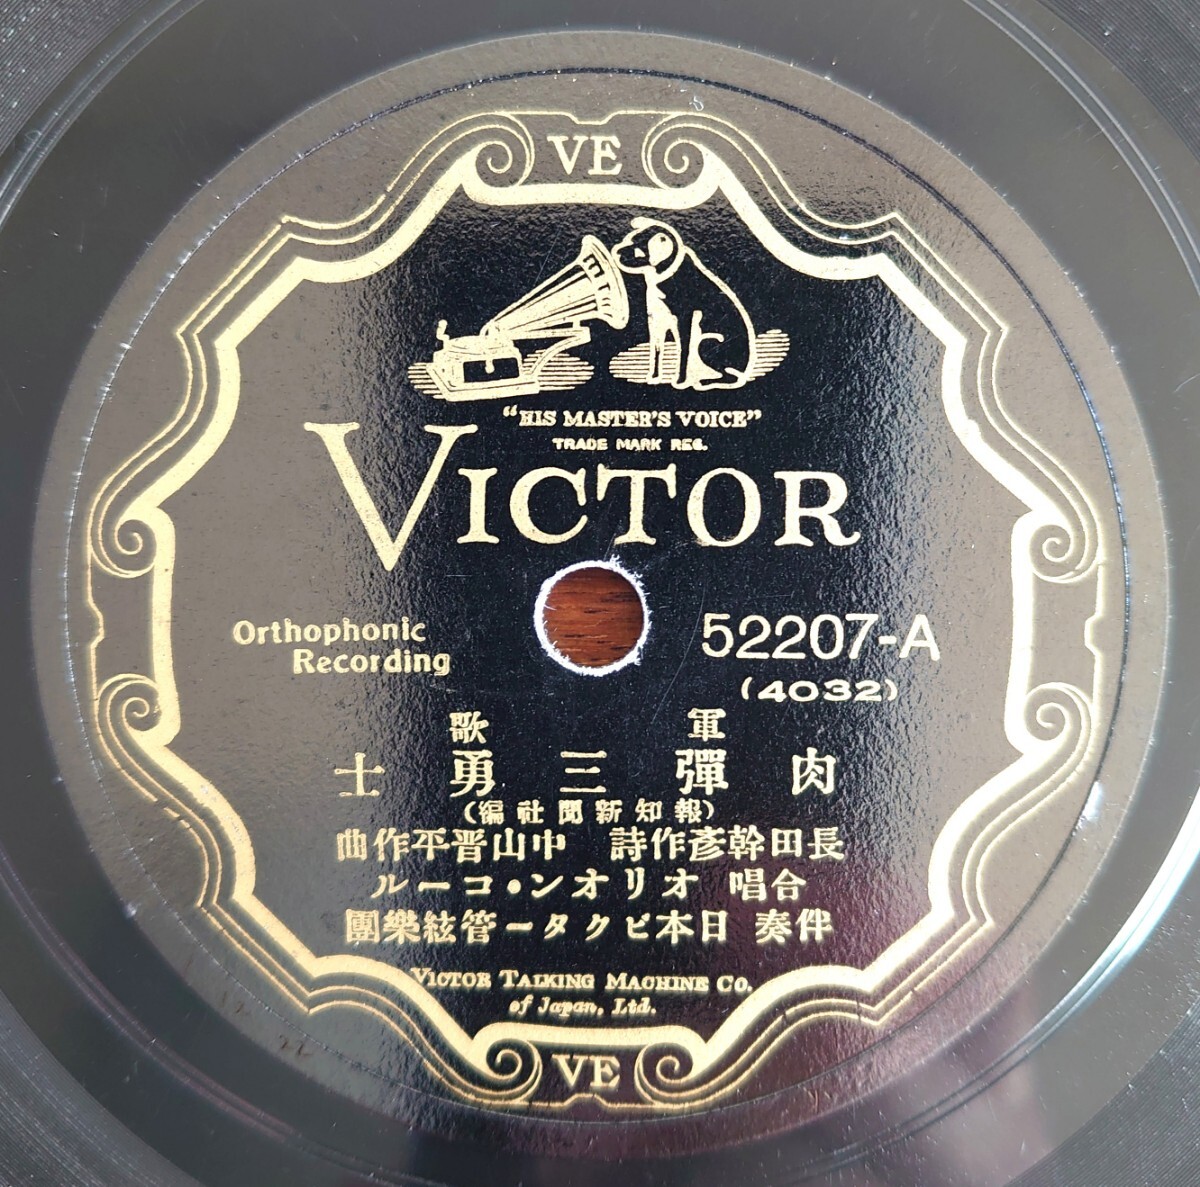 VE
"HIS MASTER'S VOICE"
TRADE MARK REG.
VICTOR
Orthophonic
Recording
52207-A
(4032)
軍歌
肉彈三勇士
(報知新聞社編)
長田幹彥作詩 中山晋平作曲
合唱 オリオン・コール
伴奏 日本ビクター管絃樂團
VICTOR TALKING MACHINE CO.
of Japan, Ltd.
VE